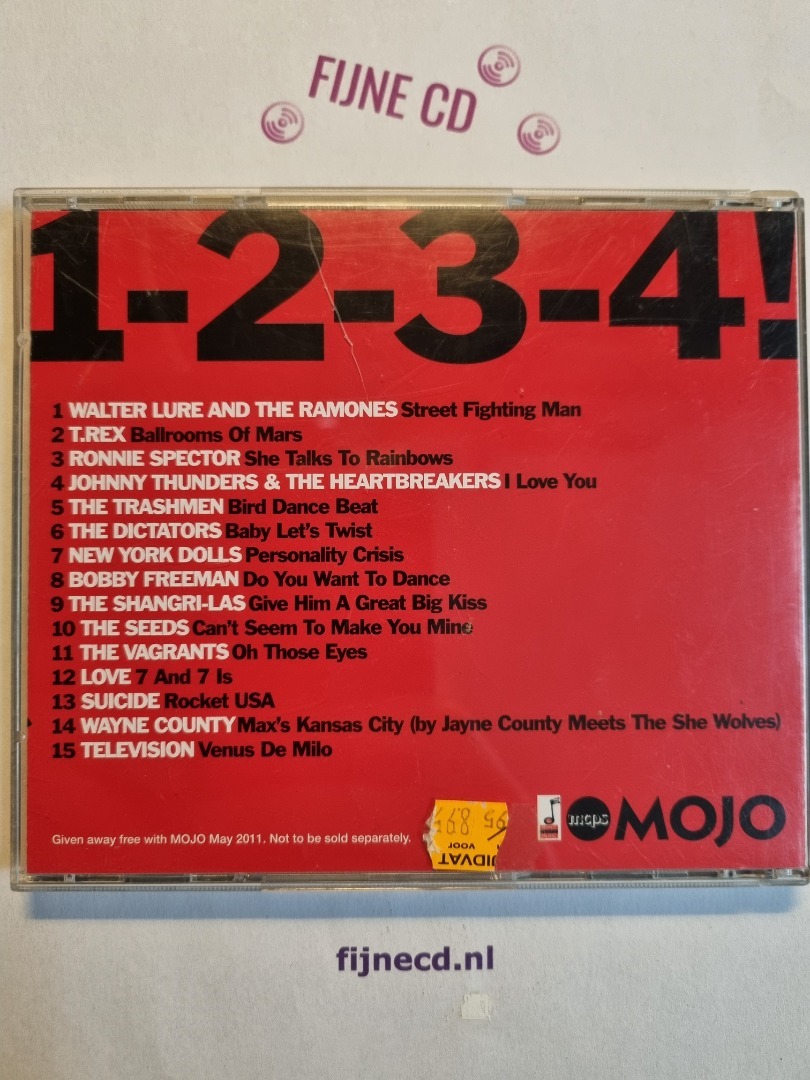 FIJNE CD
1-2-3-4!
1 WALTER LURE AND THE RAMONES Street Fighting Man
2 T.REX Ballrooms Of Mars
3 RONNIE SPECTOR She Talks To Rainbows
4 JOHNNY THUNDERS & THE HEARTBREAKERS I Love You
5 THE TRASHMEN Bird Dance Beat
6 THE DICTATORS Baby Let's Twist
7 NEW YORK DOLLS Personality Crisis
8 BOBBY FREEMAN Do You Want To Dance
9 THE SHANGRI-LAS Give Him A Great Big Kiss
10 THE SEEDS Can't Seem To Make You Mine
11 THE VAGRANTS Oh Those Eyes
12 LOVE 7 And 7 Is
13 SUICIDE Rocket USA
14 WAYNE COUNTY Max's Kansas City (by Jayne County Meets The She Wolves)
15 TELEVISION Venus De Milo
mcps MOJO
Given away free with MOJO May 2011. Not to be sold separately.
VOOR
fijnecd.nl